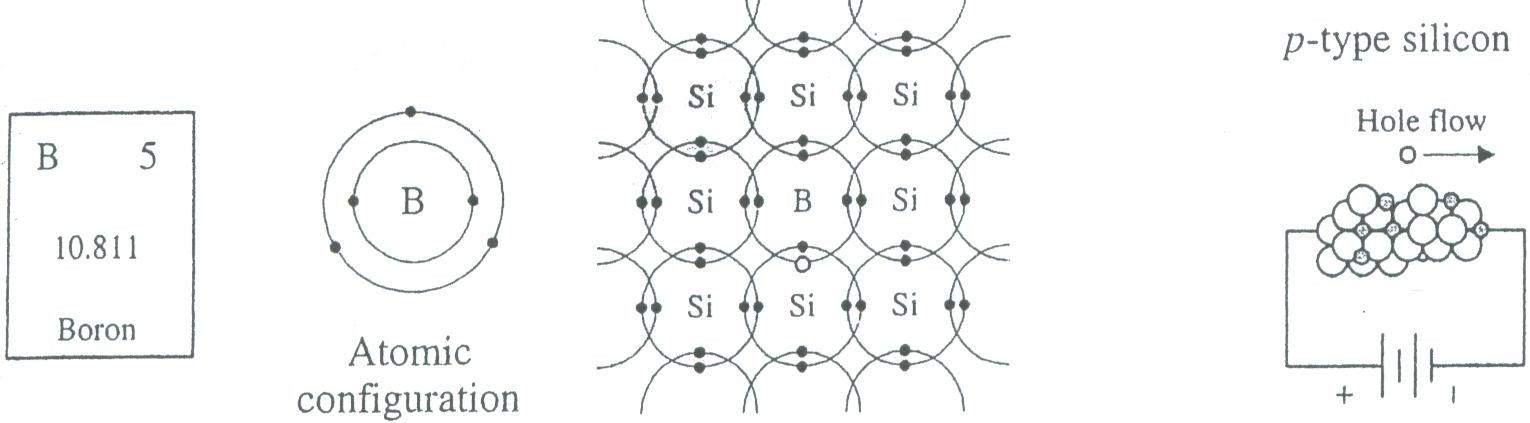 B 5
10.811
Boron
B
Atomic
configuration
Si Si Si
Si B Si
Si Si Si
p-type silicon
Hole flow
+ −